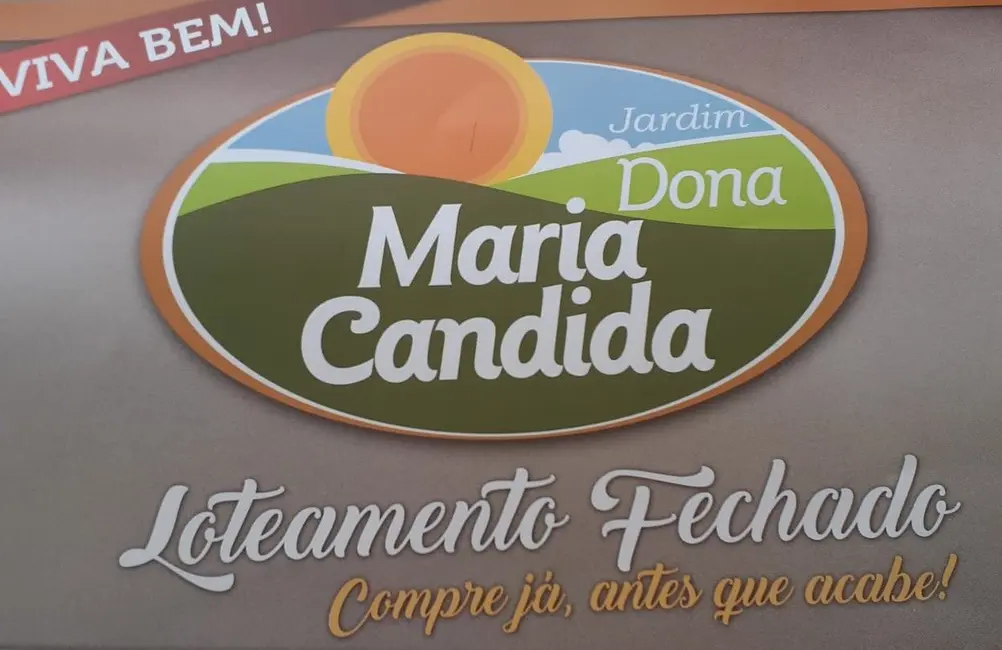 VIVA BEM!
Jardim
Dona
Maria
Candida
Loteamento Fechado
Compre já, antes que acabe!